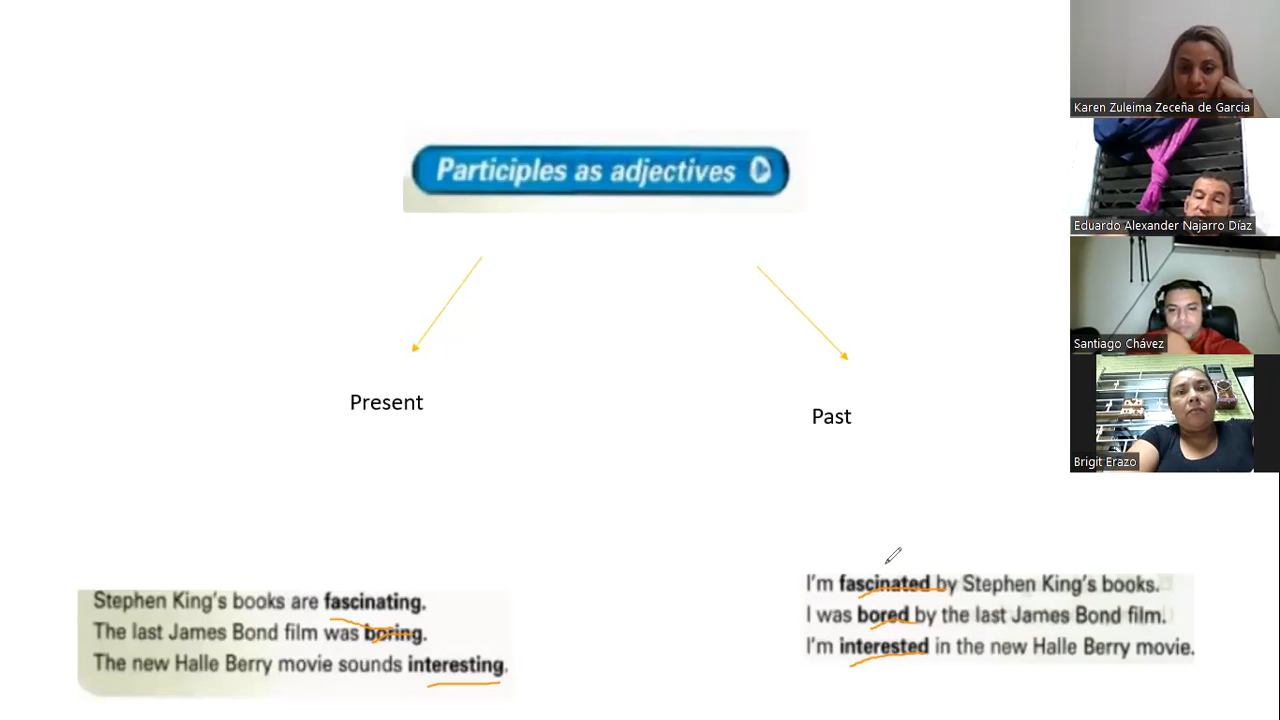 Participles as adjectives
Present
Past
Stephen King's books are fascinating.
The last James Bond film was boring.
The new Halle Berry movie sounds interesting.
I'm fascinated by Stephen King's books.
I was bored by the last James Bond film.
I'm interested in the new Halle Berry movie.
Karen Zuleima Zeceña de Garcia
Eduardo Alexander Najarro Díaz
Santiago Chávez
Brigit Erazo